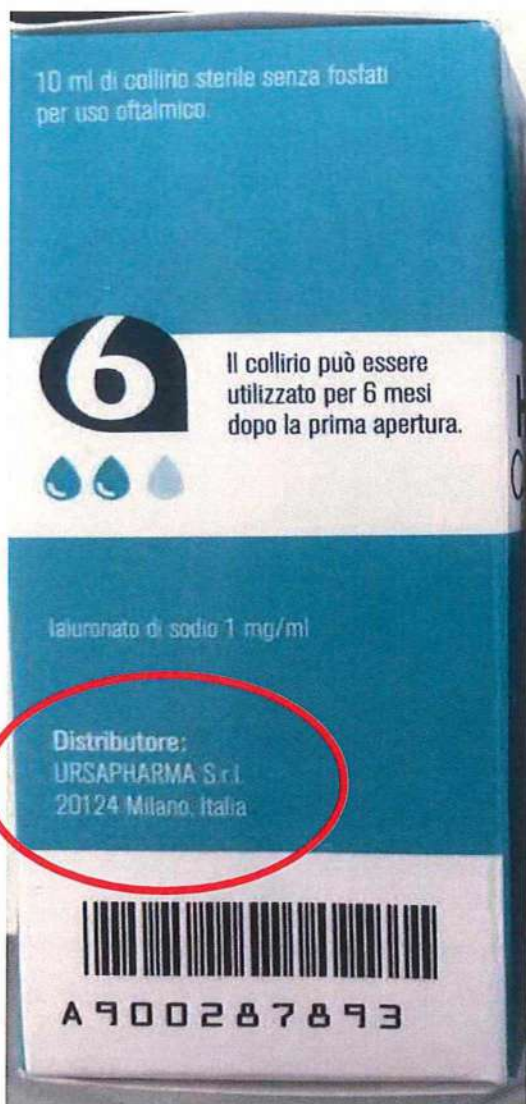 10 ml di collirio sterile senza fosfati
per uso oftalmico.
6
Il collirio può essere
utilizzato per 6 mesi
dopo la prima apertura.
Ialuronato di sodio 1 mg/ml
Distributore:
URSAPHARMA S.r.l.
20124 Milano, Italia
A900287893